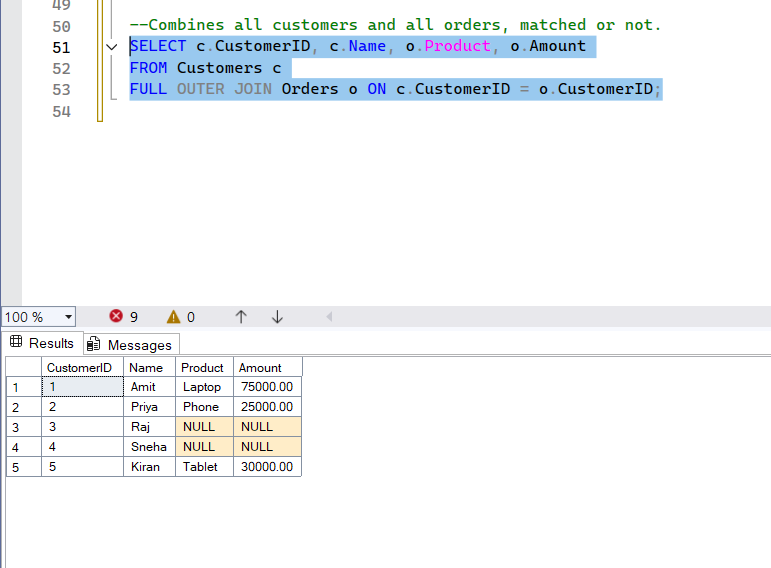 49
50 --Combines all customers and all orders, matched or not.
51 SELECT c.CustomerID, c.Name, o.Product, o.Amount
52 FROM Customers c
53 FULL OUTER JOIN Orders o ON c.CustomerID = o.CustomerID;
54
100 % 9 0
Results Messages
CustomerID Name Product Amount
1 1 Amit Laptop 75000.00
2 2 Priya Phone 25000.00
3 3 Raj NULL NULL
4 4 Sneha NULL NULL
5 5 Kiran Tablet 30000.00